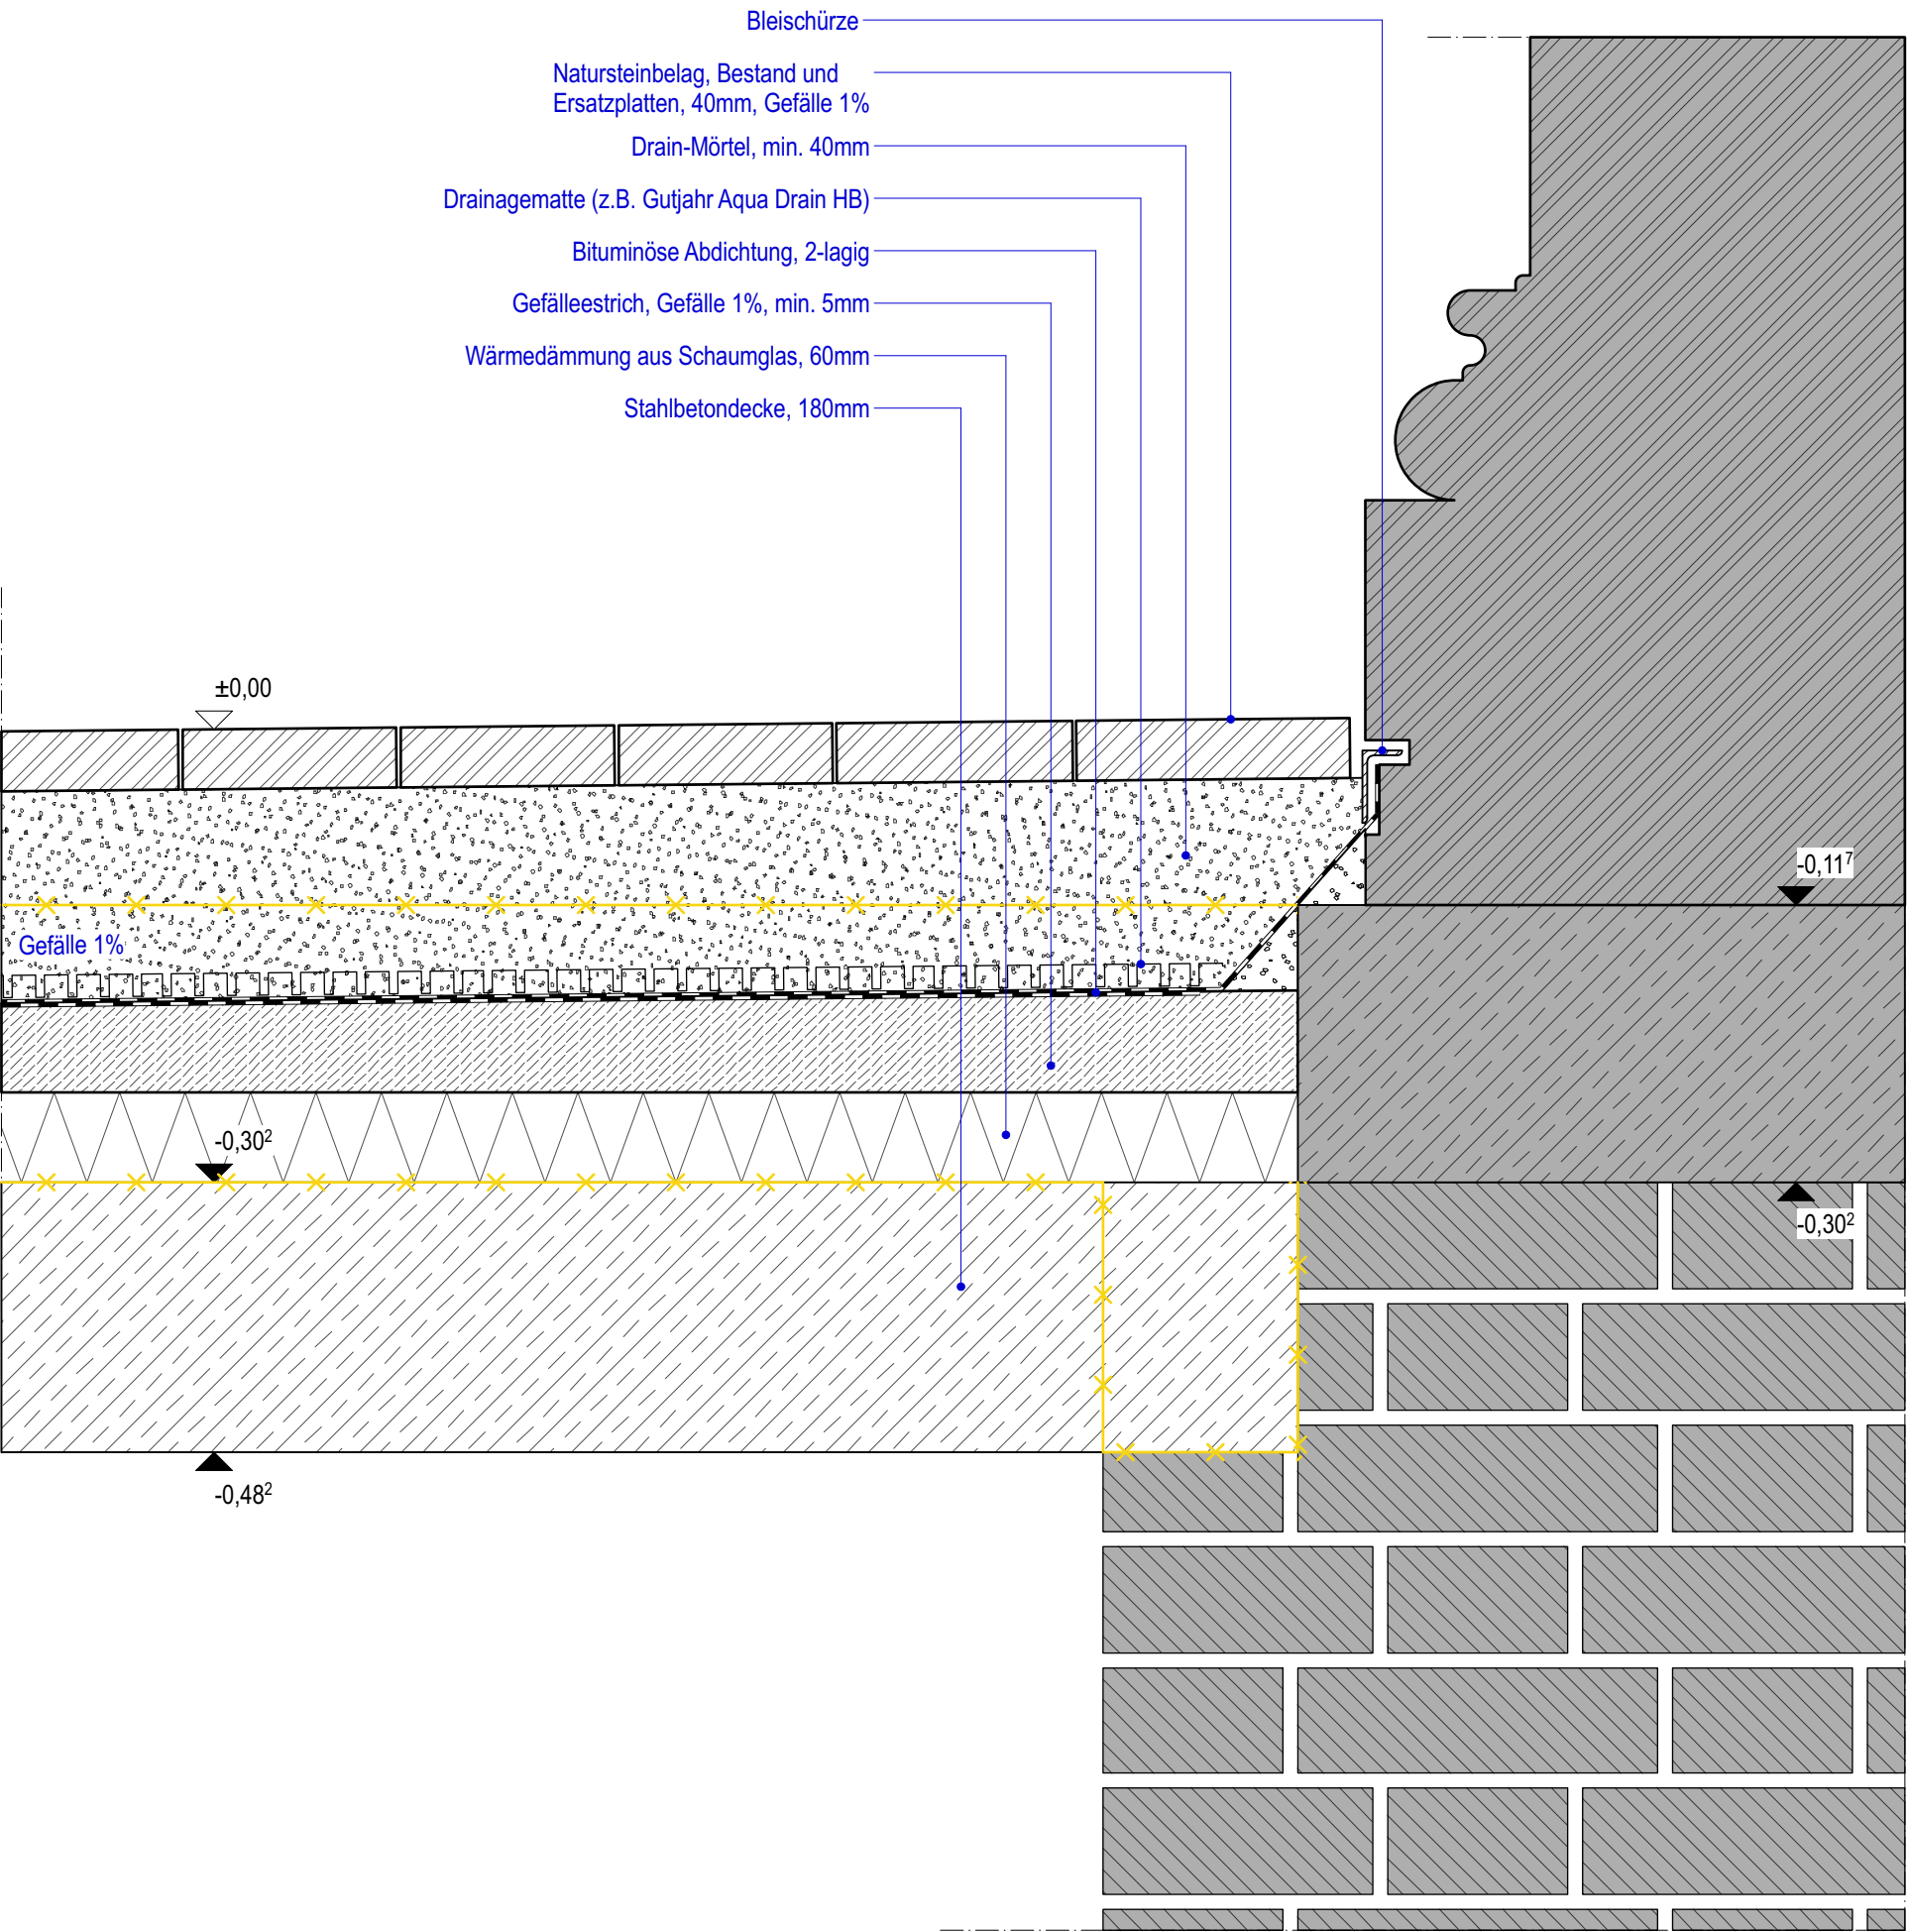 Bleischürze
Natursteinbelag, Bestand und
Ersatzplatten, 40mm, Gefälle 1%
Drain-Mörtel, min. 40mm
Drainagematte (z.B. Gutjahr Aqua Drain HB)
Bituminöse Abdichtung, 2-lagig
Gefälleestrich, Gefälle 1%, min. 5mm
Wärmedämmung aus Schaumglas, 60mm
Stahlbetondecke, 180mm
±0,00
-0,11⁷
Gefälle 1%
-0,30²
-0,30²
-0,48²